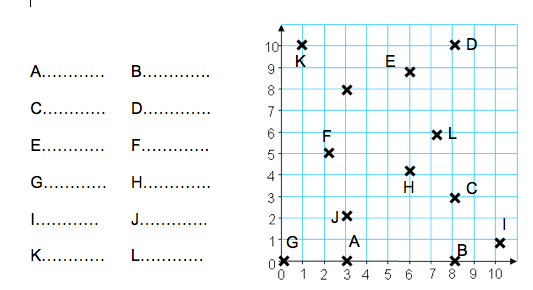 A............ B.............
C............ D.............
E............ F.............
G............ H.............
I............ J.............
K............ L............
10 K D
9 E
8
7
6 F L
5
4 H C
3
2 J I
1 G A
0 B
0 1 2 3 4 5 6 7 8 9 10